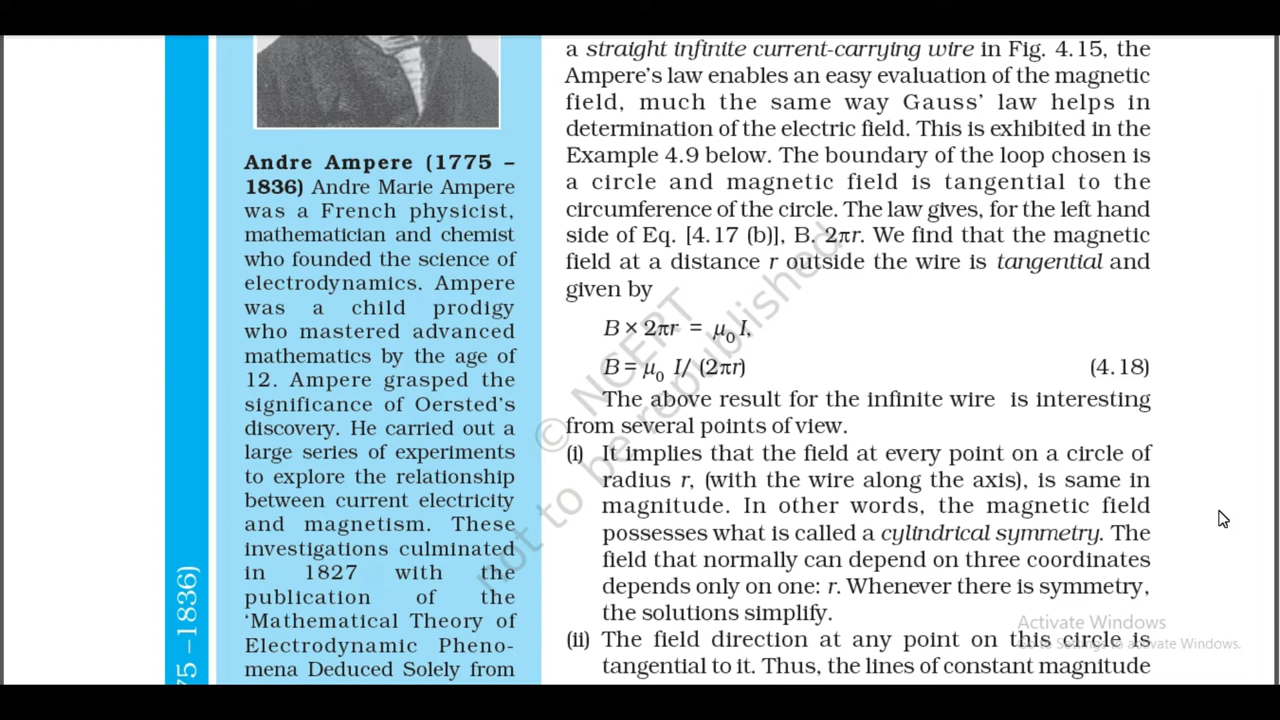 Andre Ampere (1775 –
1836) Andre Marie Ampere
was a French physicist,
mathematician and chemist
who founded the science of
electrodynamics. Ampere
was a child prodigy
who mastered advanced
mathematics by the age of
12. Ampere grasped the
significance of Oersted's
discovery. He carried out a
large series of experiments
to explore the relationship
between current electricity
and magnetism. These
investigations culminated
in 1827 with the
publication of the
'Mathematical Theory of
Electrodynamic Pheno-
mena Deduced Solely from
75 –1836)
a straight infinite current-carrying wire in Fig. 4.15, the
Ampere's law enables an easy evaluation of the magnetic
field, much the same way Gauss' law helps in
determination of the electric field. This is exhibited in the
Example 4.9 below. The boundary of the loop chosen is
a circle and magnetic field is tangential to the
circumference of the circle. The law gives, for the left hand
side of Eq. [4.17 (b)], B. 2πr. We find that the magnetic
field at a distance r outside the wire is tangential and
given by
B × 2πr = μ₀ I,
B = μ₀ I/ (2πr) (4.18)
The above result for the infinite wire is interesting
from several points of view.
(i) It implies that the field at every point on a circle of
radius r, (with the wire along the axis), is same in
magnitude. In other words, the magnetic field
possesses what is called a cylindrical symmetry. The
field that normally can depend on three coordinates
depends only on one: r. Whenever there is symmetry,
the solutions simplify.
(ii) The field direction at any point on this circle is
tangential to it. Thus, the lines of constant magnitude
© NCERT
not to be republished
Activate Windows
Go to Settings to activate Windows.